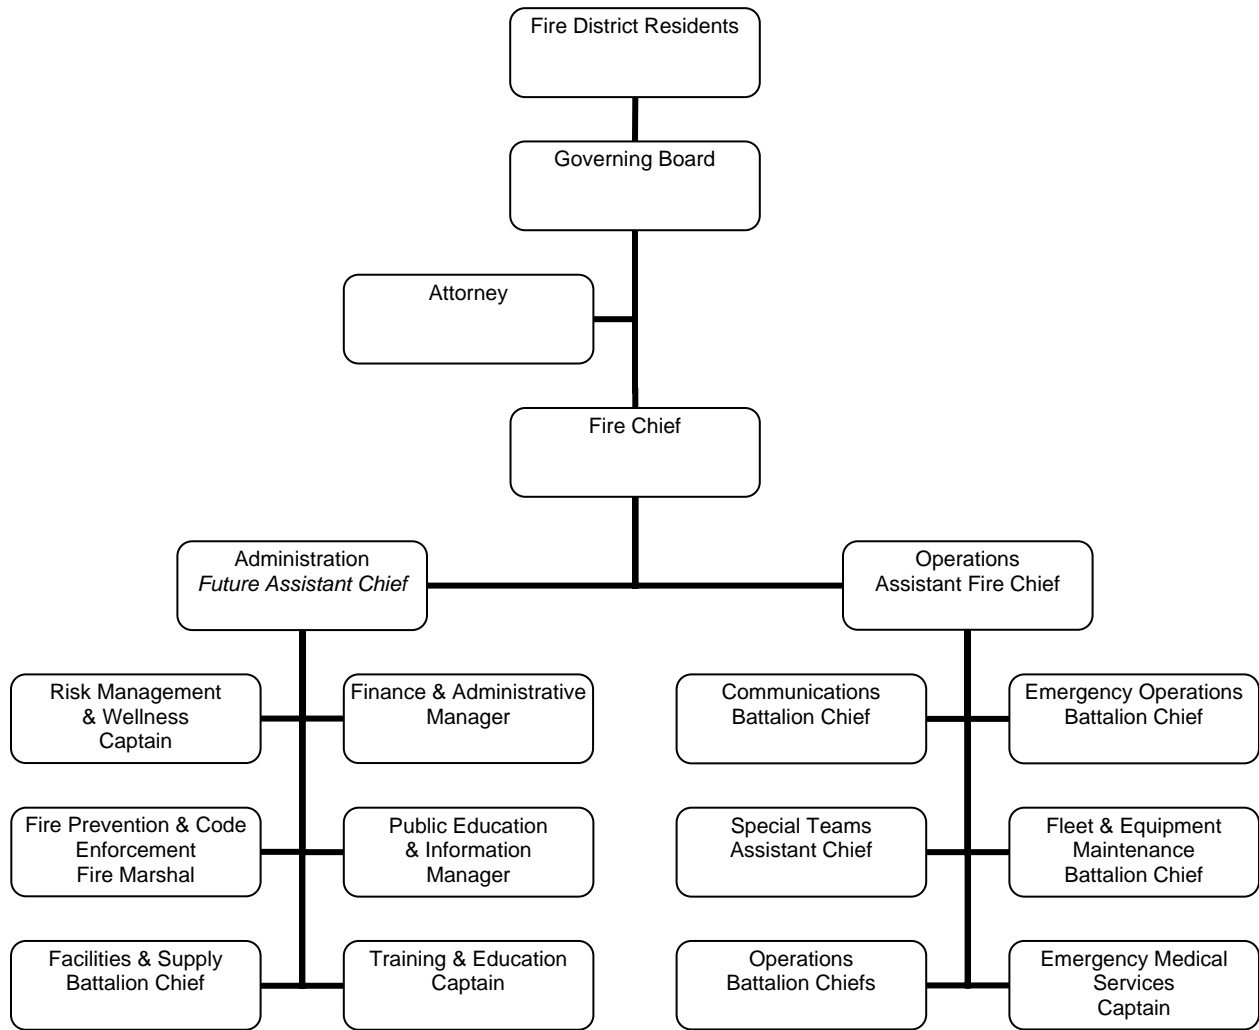 Fire District Residents
Governing Board
Attorney
Fire Chief
Administration
Future Assistant Chief
Operations
Assistant Fire Chief
Risk Management
& Wellness
Captain
Finance & Administrative
Manager
Communications
Battalion Chief
Emergency Operations
Battalion Chief
Fire Prevention & Code
Enforcement
Fire Marshal
Public Education
& Information
Manager
Special Teams
Assistant Chief
Fleet & Equipment
Maintenance
Battalion Chief
Facilities & Supply
Battalion Chief
Training & Education
Captain
Operations
Battalion Chiefs
Emergency Medical
Services
Captain